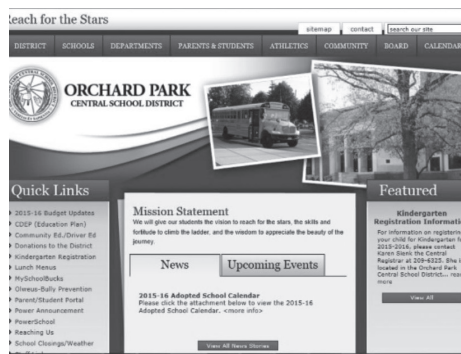 Reach for the Stars
sitemap contact search our site
DISTRICT SCHOOLS DEPARTMENTS PARENTS & STUDENTS ATHLETICS COMMUNITY BOARD CALENDAR
ORCHARD PARK
CENTRAL SCHOOL DISTRICT
Quick Links
2015-16 Budget Updates
CDEP (Education Plan)
Community Ed./Driver Ed
Donations to the District
Kindergarten Registration
Lunch Menus
MySchoolBucks
Olweus-Bully Prevention
Parent/Student Portal
Power Announcement
PowerSchool
Reaching Us
School Closings/Weather
Mission Statement
We will give our students the vision to reach for the stars, the skills and
fortitude to climb the ladder, and the wisdom to appreciate the beauty of the
journey.
News Upcoming Events
2015-16 Adopted School Calendar
Please click the attachment below to view the 2015-16
Adopted School Calendar. <more info>
View All News Stories
Featured
Kindergarten
Registration Informati
For information on registering
your child for Kindergarten f
2015-2016, please contact
Karen Sienk the Central
Registrar at 209-6325. She i
located in the Orchard Park
Central School District... rea
more
View All